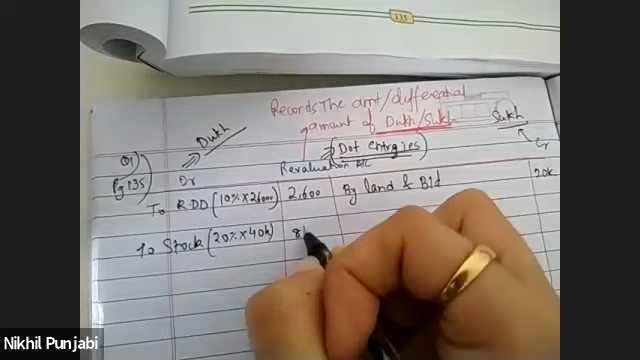 135
Records The amt/differential
amount of Dukh/Sukh
Dukh
Sukh
(Dot entries)
Q1
Pg 135
Dr
Revaluation A/c
Cr
To RDD (10% X 26000) 2,600 By land & Bld 20k
To Stock (20% X 40k) 8
Nikhil Punjabi